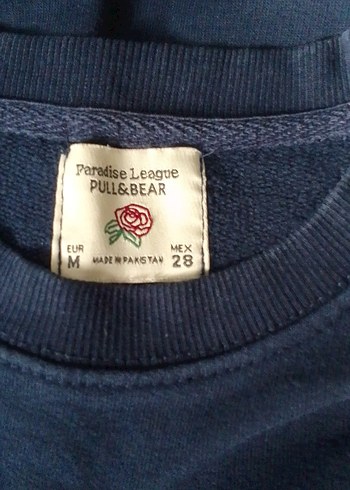 Paradise League
PULL&BEAR
EUR MEX
M MADE IN PAKISTAN 28